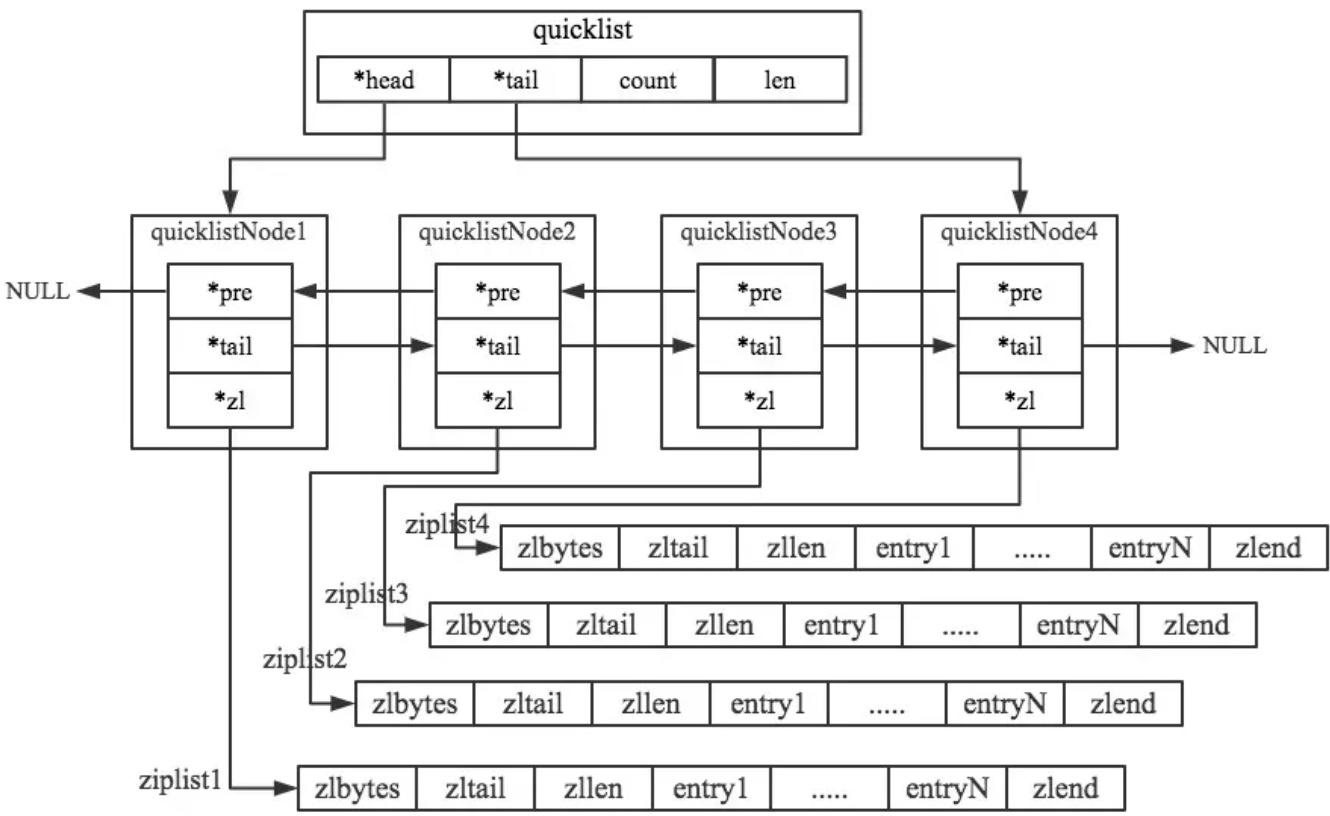 quicklist
*head *tail count len
quicklistNode1 quicklistNode2 quicklistNode3 quicklistNode4
NULL *pre *pre *pre *pre
*tail *tail *tail *tail NULL
*zl *zl *zl *zl
ziplist4
zlbytes zltail zllen entry1 ..... entryN zlend
ziplist3
zlbytes zltail zllen entry1 ..... entryN zlend
ziplist2
zlbytes zltail zllen entry1 ..... entryN zlend
ziplist1
zlbytes zltail zllen entry1 ..... entryN zlend